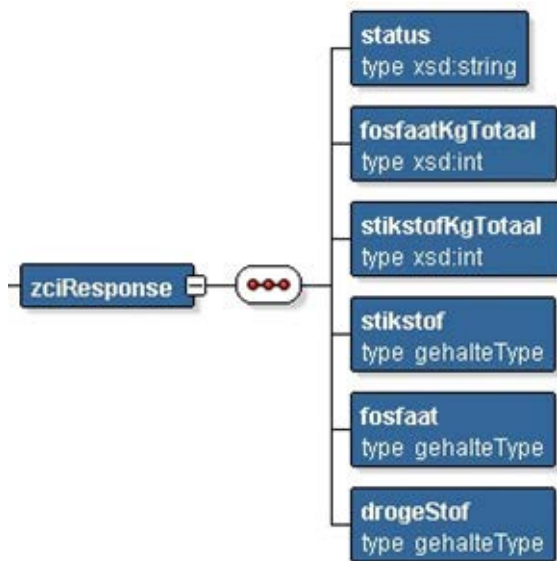 zciResponse
status
type xsd:string
fosfaatKgTotaal
type xsd:int
stikstofKgTotaal
type xsd:int
stikstof
type gehalteType
fosfaat
type gehalteType
drogeStof
type gehalteType